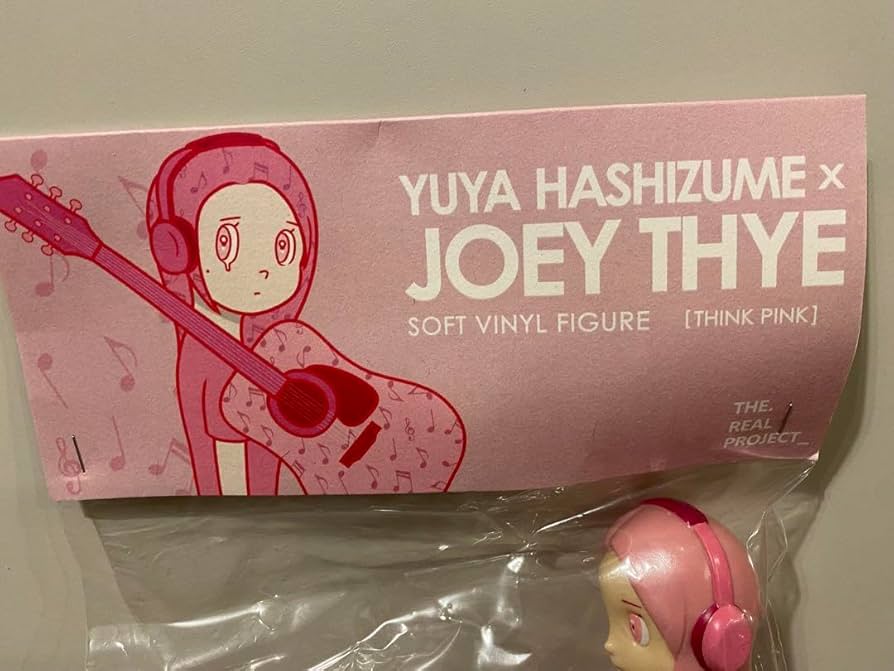 YUYA HASHIZUME ×
JOEY THYE
SOFT VINYL FIGURE [THINK PINK]
THE.
REAL
PROJECT_